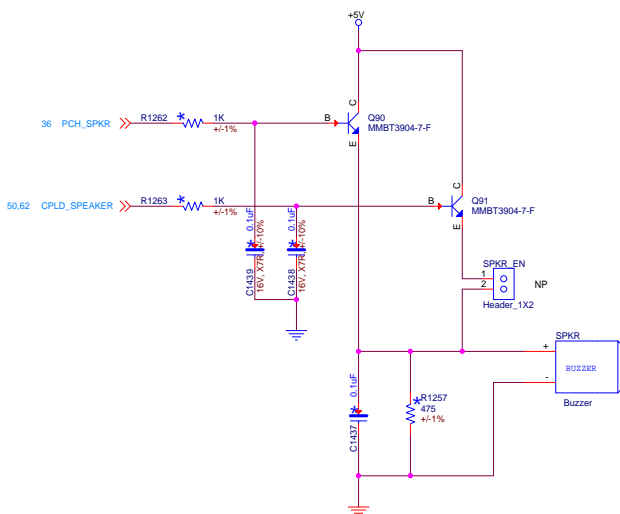 +5V
C
36 PCH_SPKR
R1262
1K
+/-1%
B
Q90
MMBT3904-7-F
E
50,62 CPLD_SPEAKER
R1263
1K
+/-1%
B
C
Q91
MMBT3904-7-F
E
0.1uF
C1439
16V, X7R, +/-10%
0.1uF
C1438
16V, X7R, +/-10%
SPKR_EN
1
2
NP
Header_1X2
SPKR
+
-
BUZZER
Buzzer
0.1uF
C1437
R1257
475
+/-1%